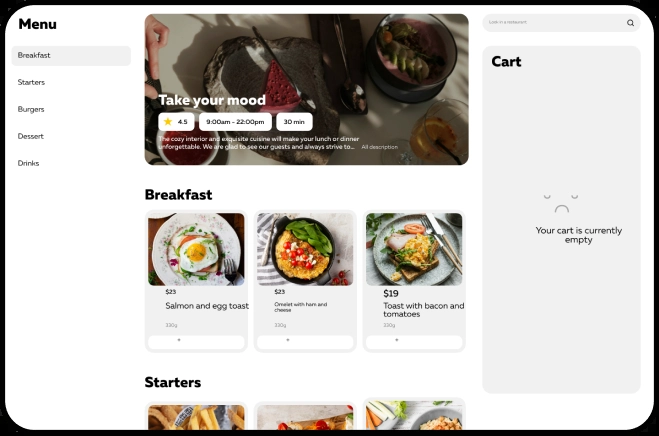 Menu
Breakfast
Starters
Burgers
Dessert
Drinks
Take your mood
4.5
9:00am - 22:00pm
30 min
The cozy interior and exquisite cuisine will make your lunch or dinner
unforgettable. We are glad to see our guests and always strive to...
All description
Look in a restaurant
Cart
Your cart is currently
empty
Breakfast
$23
Salmon and egg toast
330g
$23
Omelet with ham and
cheese
330g
$19
Toast with bacon and
tomatoes
330g
+
+
+
Starters